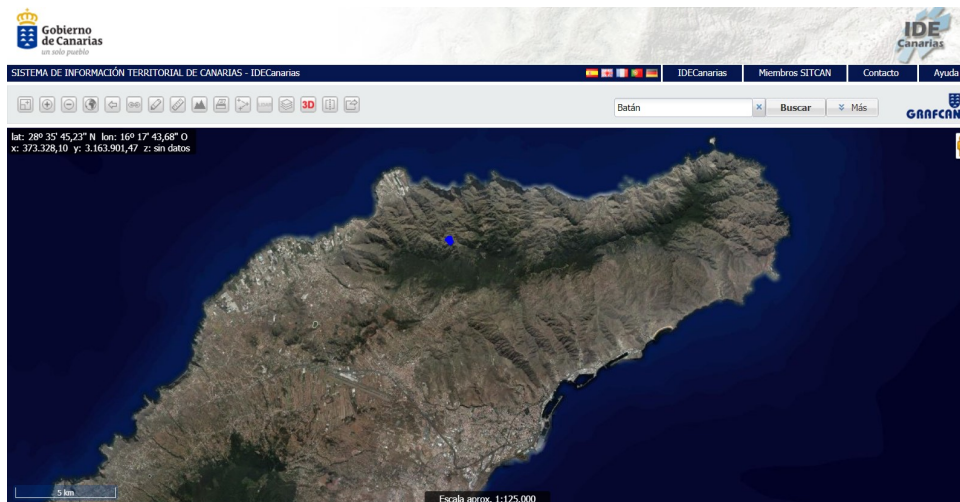 Gobierno
de Canarias
un solo pueblo
IDE
Canarias
SISTEMA DE INFORMACIÓN TERRITORIAL DE CANARIAS - IDECanarias
IDECanarias
Miembros SITCAN
Contacto
Ayuda
3D
Batán
×
Buscar
Más
GRAFCAN
lat: 28º 35' 45,23" N lon: 16º 17' 43,68" O
x: 373.328,10 y: 3.163.901,47 z: sin datos
5 km
Escala aprox. 1:125.000